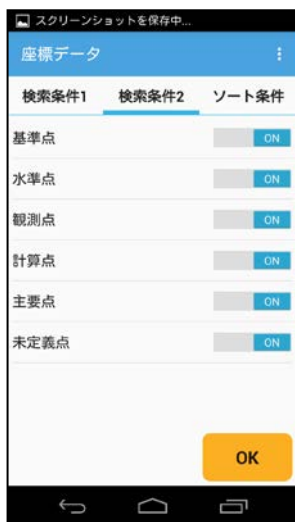 スクリーンショットを保存中...
座標データ
検索条件1 検索条件2 ソート条件
基準点 ON
水準点 ON
観測点 ON
計算点 ON
主要点 ON
未定義点 ON
OK